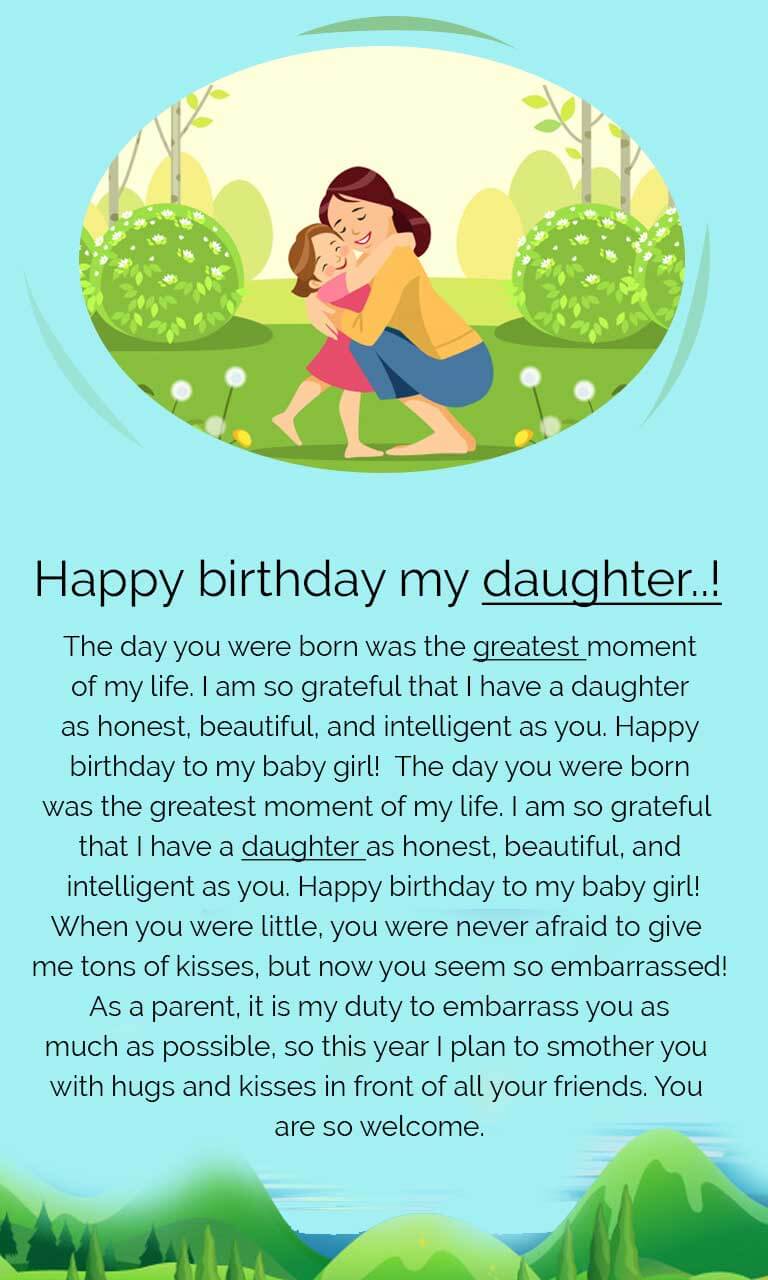 Happy birthday my daughter..!
The day you were born was the greatest moment
of my life. I am so grateful that I have a daughter
as honest, beautiful, and intelligent as you. Happy
birthday to my baby girl!  The day you were born
was the greatest moment of my life. I am so grateful
that I have a daughter as honest, beautiful, and
intelligent as you. Happy birthday to my baby girl!
When you were little, you were never afraid to give
me tons of kisses, but now you seem so embarrassed!
As a parent, it is my duty to embarrass you as
much as possible, so this year I plan to smother you
with hugs and kisses in front of all your friends. You
are so welcome.